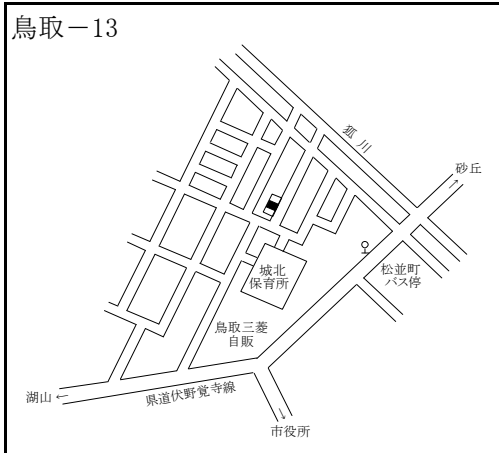 鳥取－13
狐川
砂丘
→
城北
保育所
松並町
バス停
鳥取三菱
自販
県道伏野覚寺線
湖山 ←
→
市役所